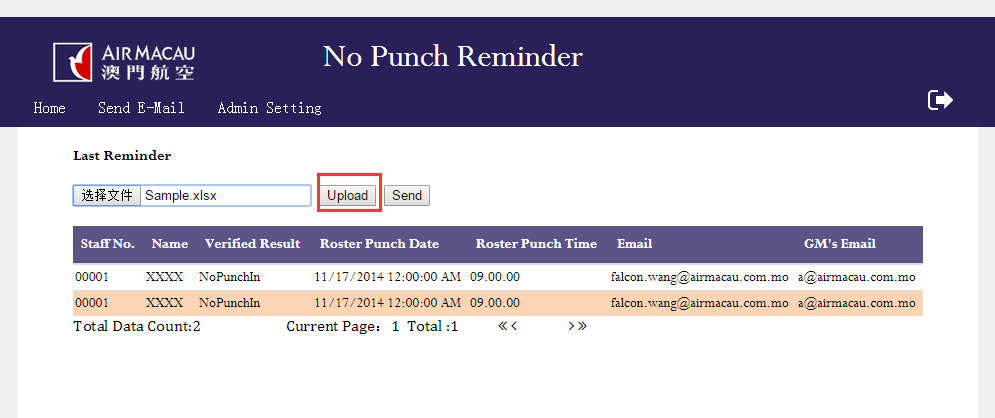 AIR MACAU
澳門航空
No Punch Reminder
Home Send E-Mail Admin Setting
Last Reminder
选择文件 Sample.xlsx Upload Send
Staff No. Name Verified Result Roster Punch Date Roster Punch Time Email GM's Email
00001 XXXX NoPunchIn 11/17/2014 12:00:00 AM 09.00.00 falcon.wang@airmacau.com.mo a@airmacau.com.mo
00001 XXXX NoPunchIn 11/17/2014 12:00:00 AM 09.00.00 falcon.wang@airmacau.com.mo a@airmacau.com.mo
Total Data Count:2 Current Page： 1 Total :1 « ‹ › »